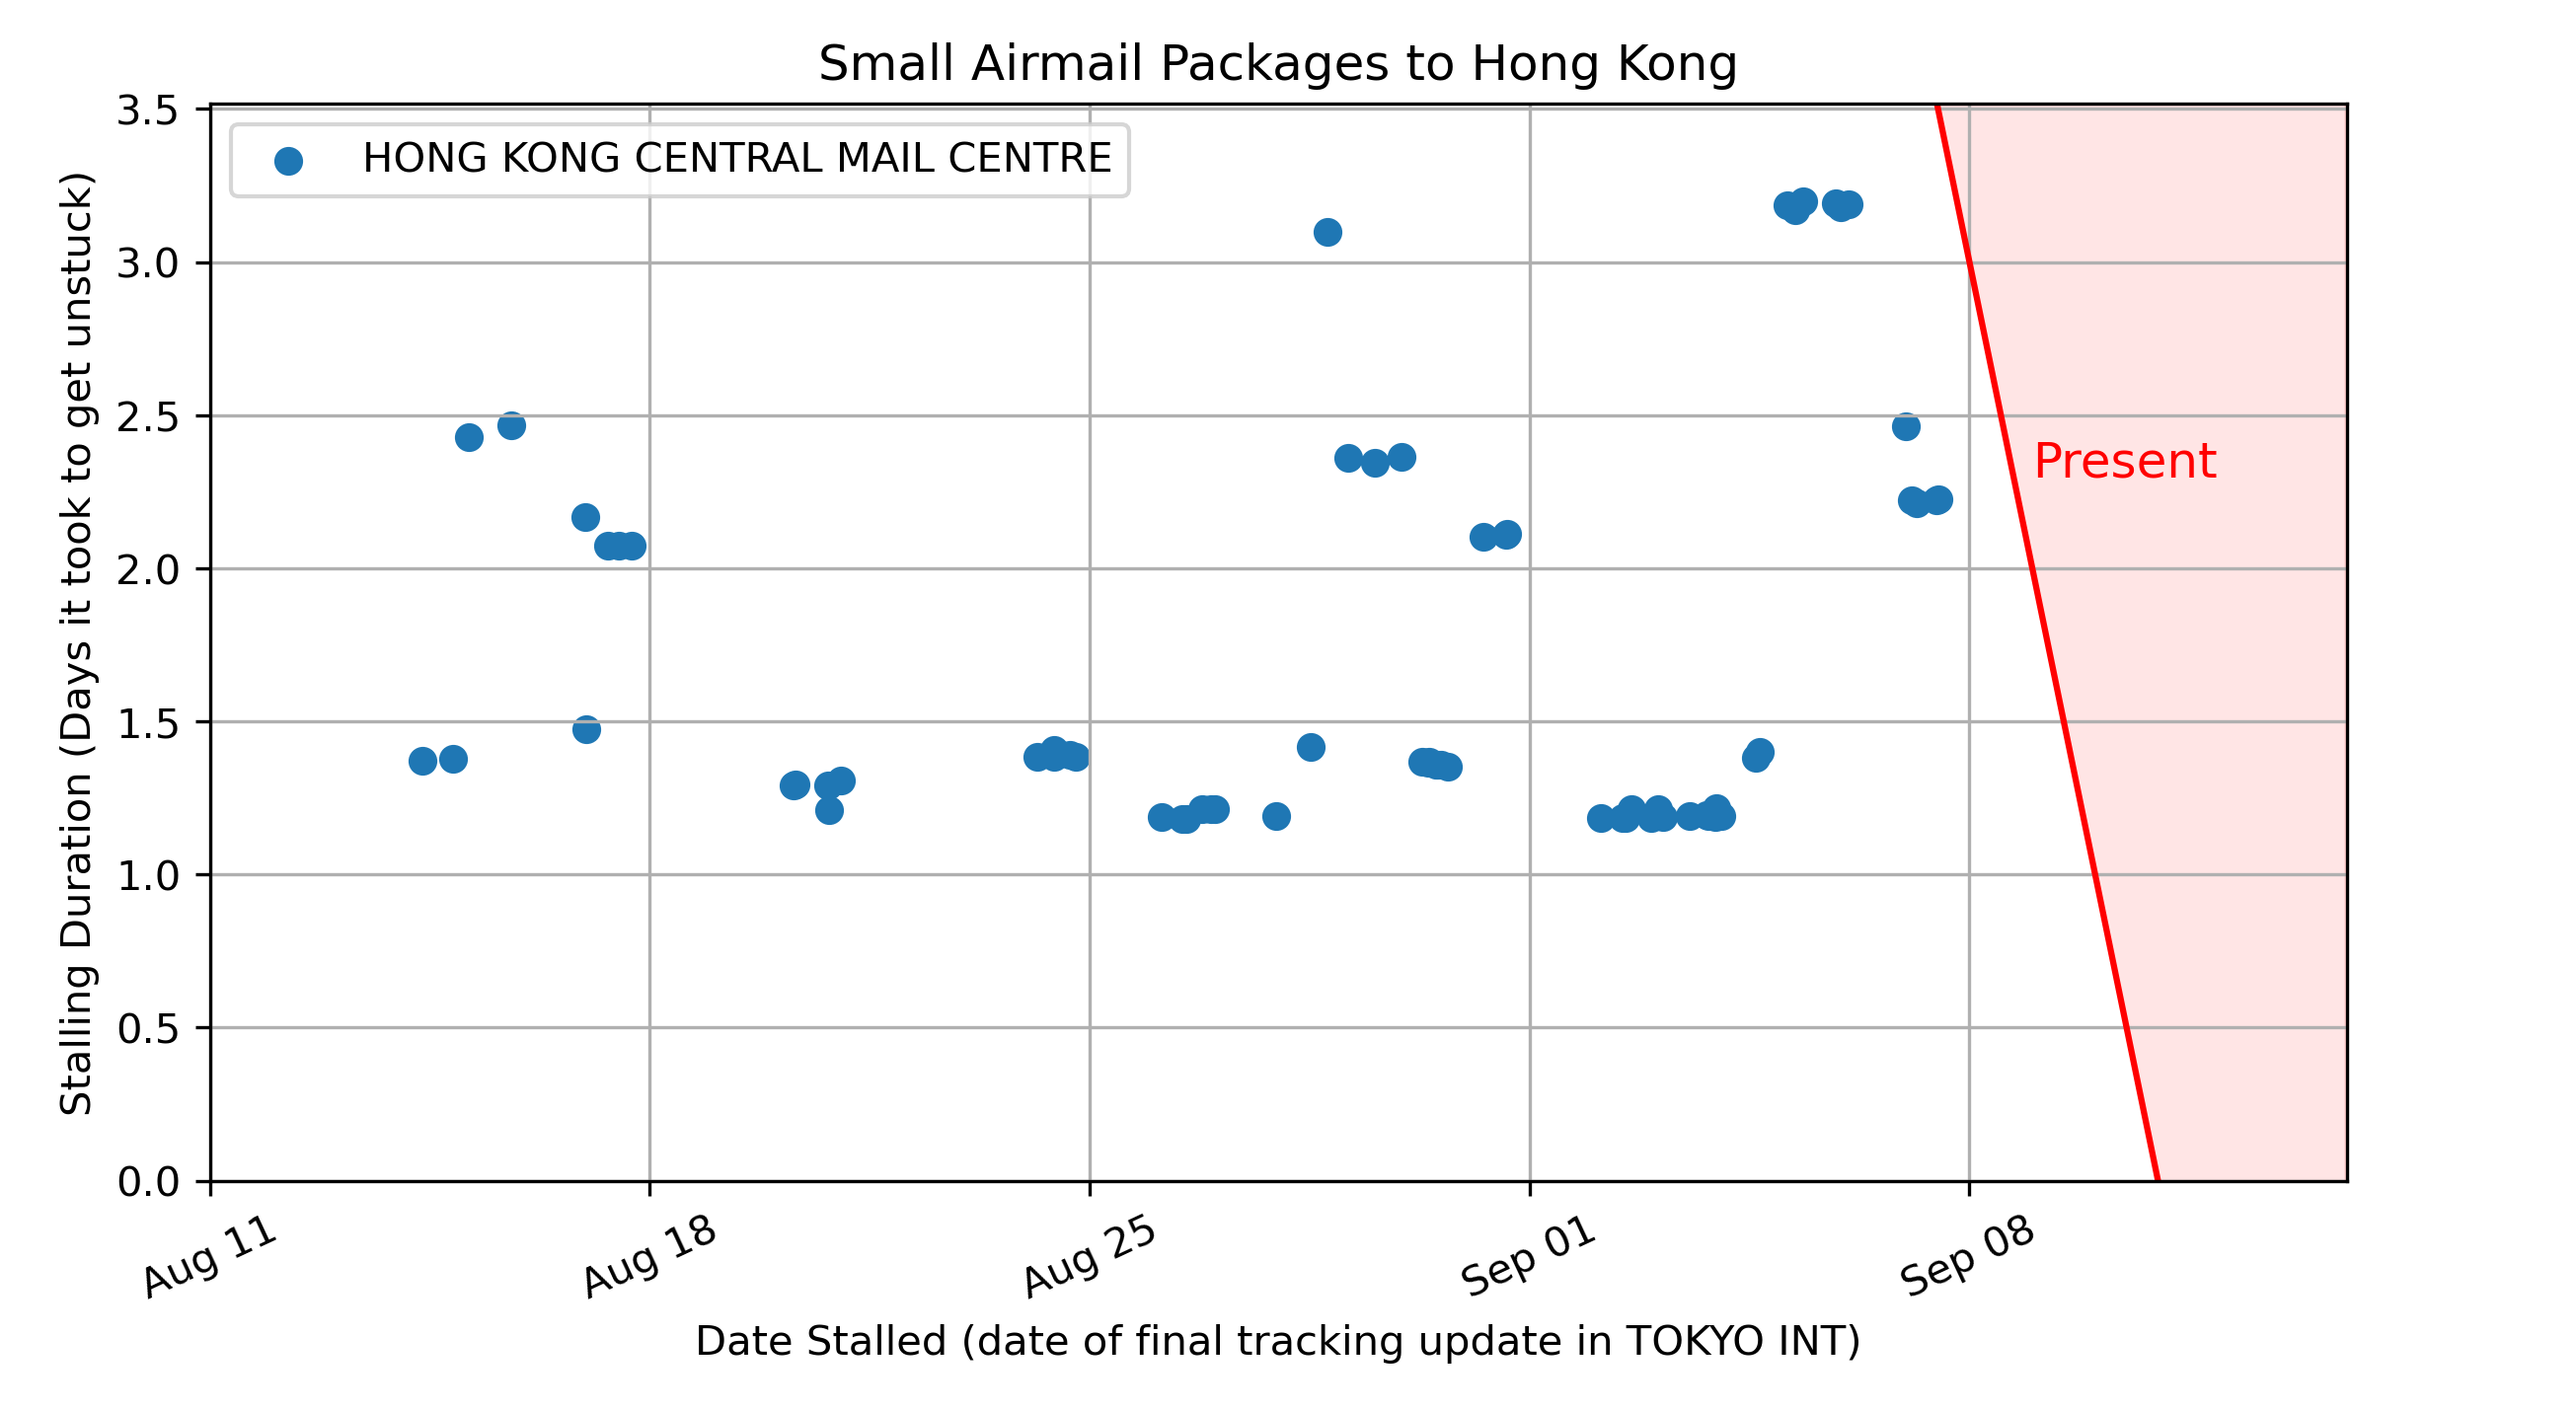 Small Airmail Packages to Hong Kong
Stalling Duration (Days it took to get unstuck)
3.5
3.0
2.5
2.0
1.5
1.0
0.5
0.0
HONG KONG CENTRAL MAIL CENTRE
Present
Aug 11
Aug 18
Aug 25
Sep 01
Sep 08
Date Stalled (date of final tracking update in TOKYO INT)